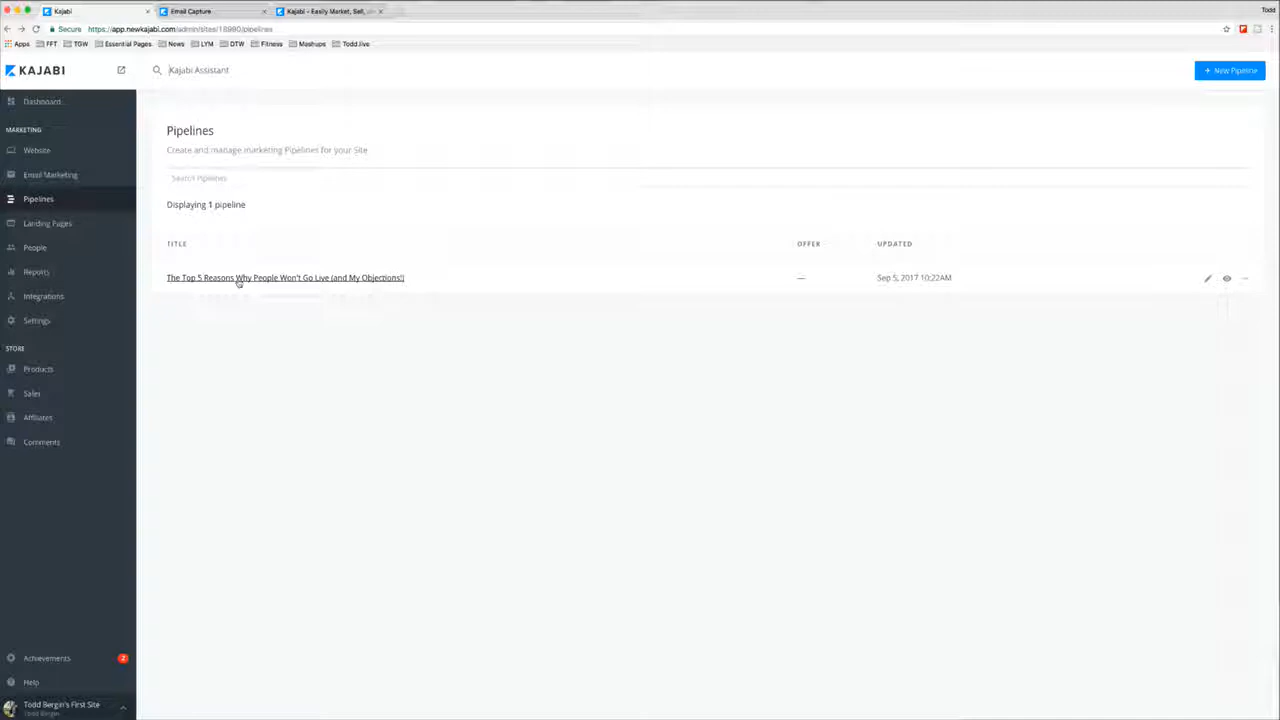 Kajabi
Email Capture
Kajabi - Easily Market, Sell,
Todd
Secure
https://app.newkajabi.com/admin/sites/18980/pipelines
Apps
FFT
TGW
Essential Pages
News
LYM
DTW
Fitness
Mashups
Todd.live
KAJABI
Kajabi Assistant
+ New Pipeline
Dashboard
MARKETING
Website
Email Marketing
Pipelines
Landing Pages
People
Reports
Integrations
Settings
STORE
Products
Sales
Affiliates
Comments
Achievements
2
Help
Todd Bergin's First Site
Todd Bergin
Pipelines
Create and manage marketing Pipelines for your Site
Search Pipelines
Displaying 1 pipeline
TITLE
OFFER
UPDATED
The Top 5 Reasons Why People Won't Go Live (and My Objections!)
—
Sep 5, 2017 10:22AM